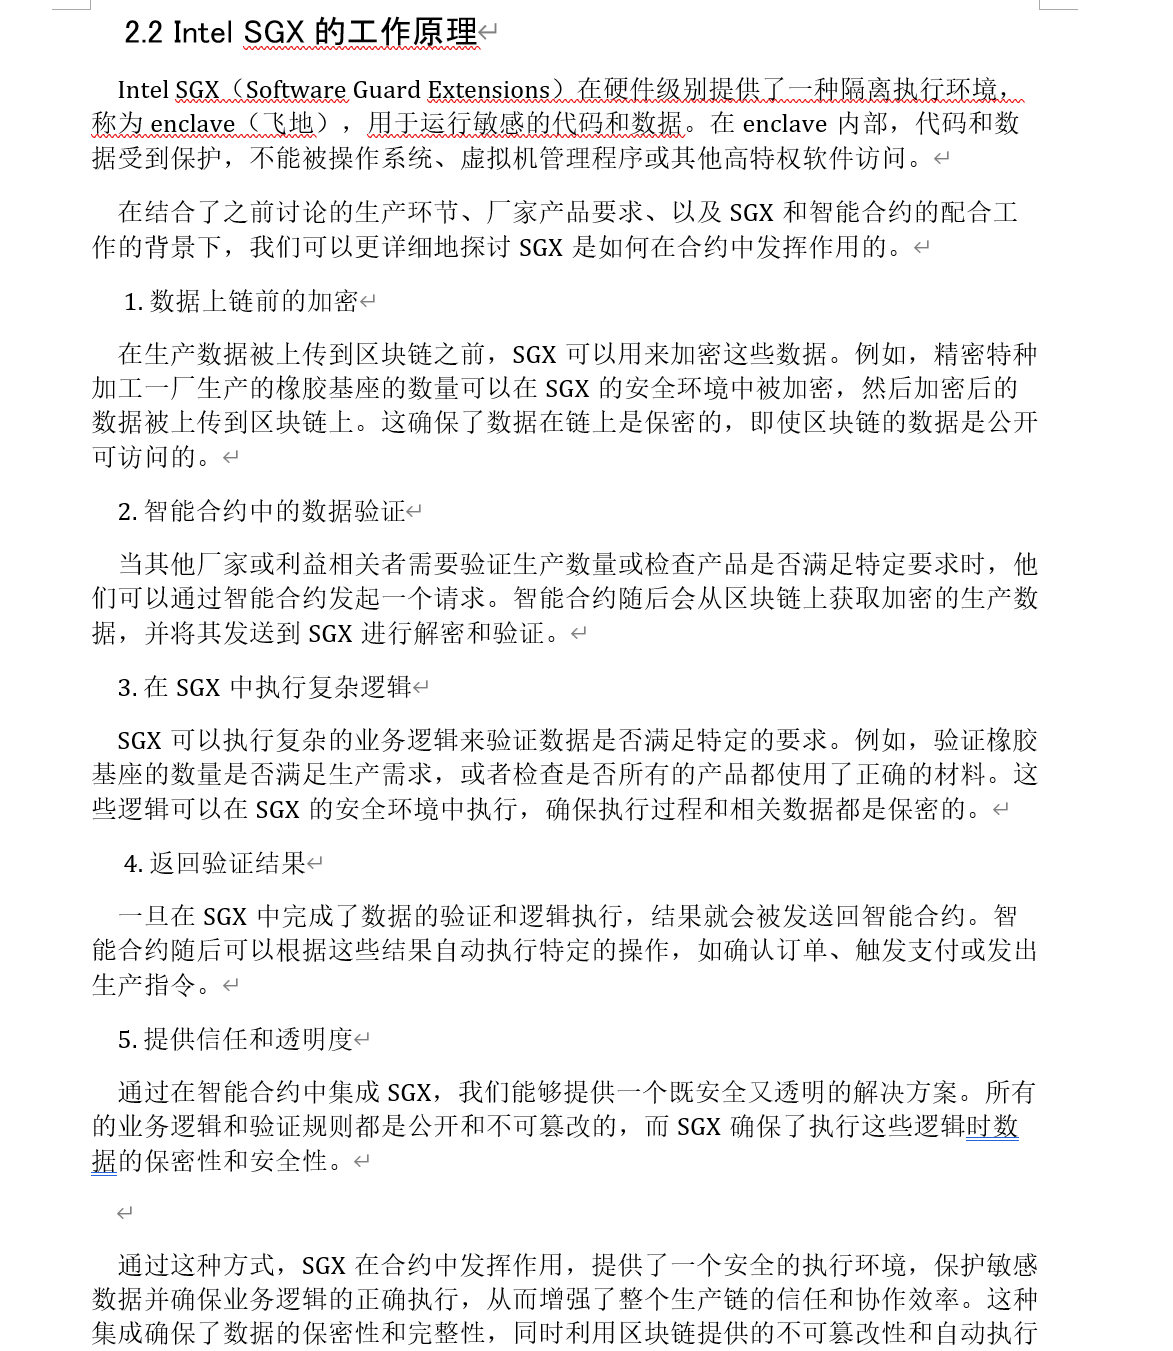 2.2 Intel SGX 的工作原理
Intel SGX（Software Guard Extensions）在硬件级别提供了一种隔离执行环境，
称为 enclave（飞地），用于运行敏感的代码和数据。在 enclave 内部，代码和数
据受到保护，不能被操作系统、虚拟机管理程序或其他高特权软件访问。
在结合了之前讨论的生产环节、厂家产品要求、以及 SGX 和智能合约的配合工
作的背景下，我们可以更详细地探讨 SGX 是如何在合约中发挥作用的。
1. 数据上链前的加密
在生产数据被上传到区块链之前，SGX 可以用来加密这些数据。例如，精密特种
加工一厂生产的橡胶基座的数量可以在 SGX 的安全环境中被加密，然后加密后的
数据被上传到区块链上。这确保了数据在链上是保密的，即使区块链的数据是公开
可访问的。
2. 智能合约中的数据验证
当其他厂家或利益相关者需要验证生产数量或检查产品是否满足特定要求时，他
们可以通过智能合约发起一个请求。智能合约随后会从区块链上获取加密的生产数
据，并将其发送到 SGX 进行解密和验证。
3. 在 SGX 中执行复杂逻辑
SGX 可以执行复杂的业务逻辑来验证数据是否满足特定的要求。例如，验证橡胶
基座的数量是否满足生产需求，或者检查是否所有的产品都使用了正确的材料。这
些逻辑可以在 SGX 的安全环境中执行，确保执行过程和相关数据都是保密的。
4. 返回验证结果
一旦在 SGX 中完成了数据的验证和逻辑执行，结果就会被发送回智能合约。智
能合约随后可以根据这些结果自动执行特定的操作，如确认订单、触发支付或发出
生产指令。
5. 提供信任和透明度
通过在智能合约中集成 SGX，我们能够提供一个既安全又透明的解决方案。所有
的业务逻辑和验证规则都是公开和不可篡改的，而 SGX 确保了执行这些逻辑时数
据的保密性和安全性。
通过这种方式，SGX 在合约中发挥作用，提供了一个安全的执行环境，保护敏感
数据并确保业务逻辑的正确执行，从而增强了整个生产链的信任和协作效率。这种
集成确保了数据的保密性和完整性，同时利用区块链提供的不可篡改性和自动执行